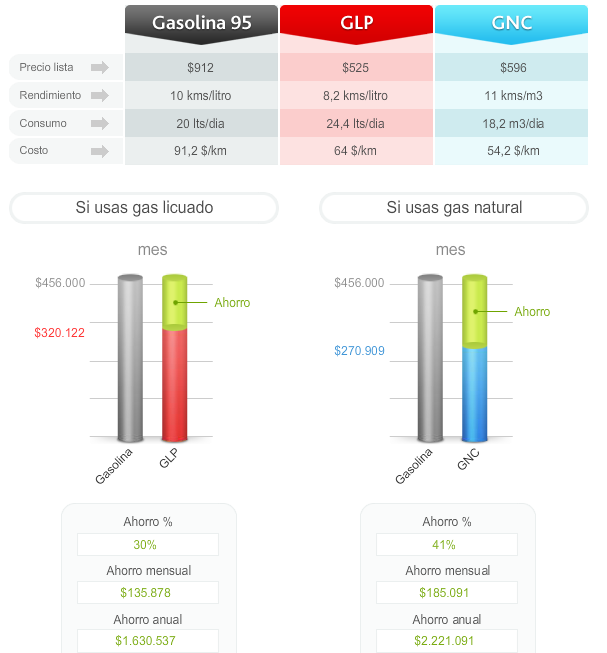 Gasolina 95 GLP GNC
Precio lista $912 $525 $596
Rendimiento 10 kms/litro 8,2 kms/litro 11 kms/m3
Consumo 20 lts/dia 24,4 lts/dia 18,2 m3/dia
Costo 91,2 $/km 64 $/km 54,2 $/km
Si usas gas licuado
mes
$456.000
Ahorro
$320.122
Gasolina GLP
Ahorro %
30%
Ahorro mensual
$135.878
Ahorro anual
$1.630.537
Si usas gas natural
mes
$456.000
Ahorro
$270.909
Gasolina GNC
Ahorro %
41%
Ahorro mensual
$185.091
Ahorro anual
$2.221.091